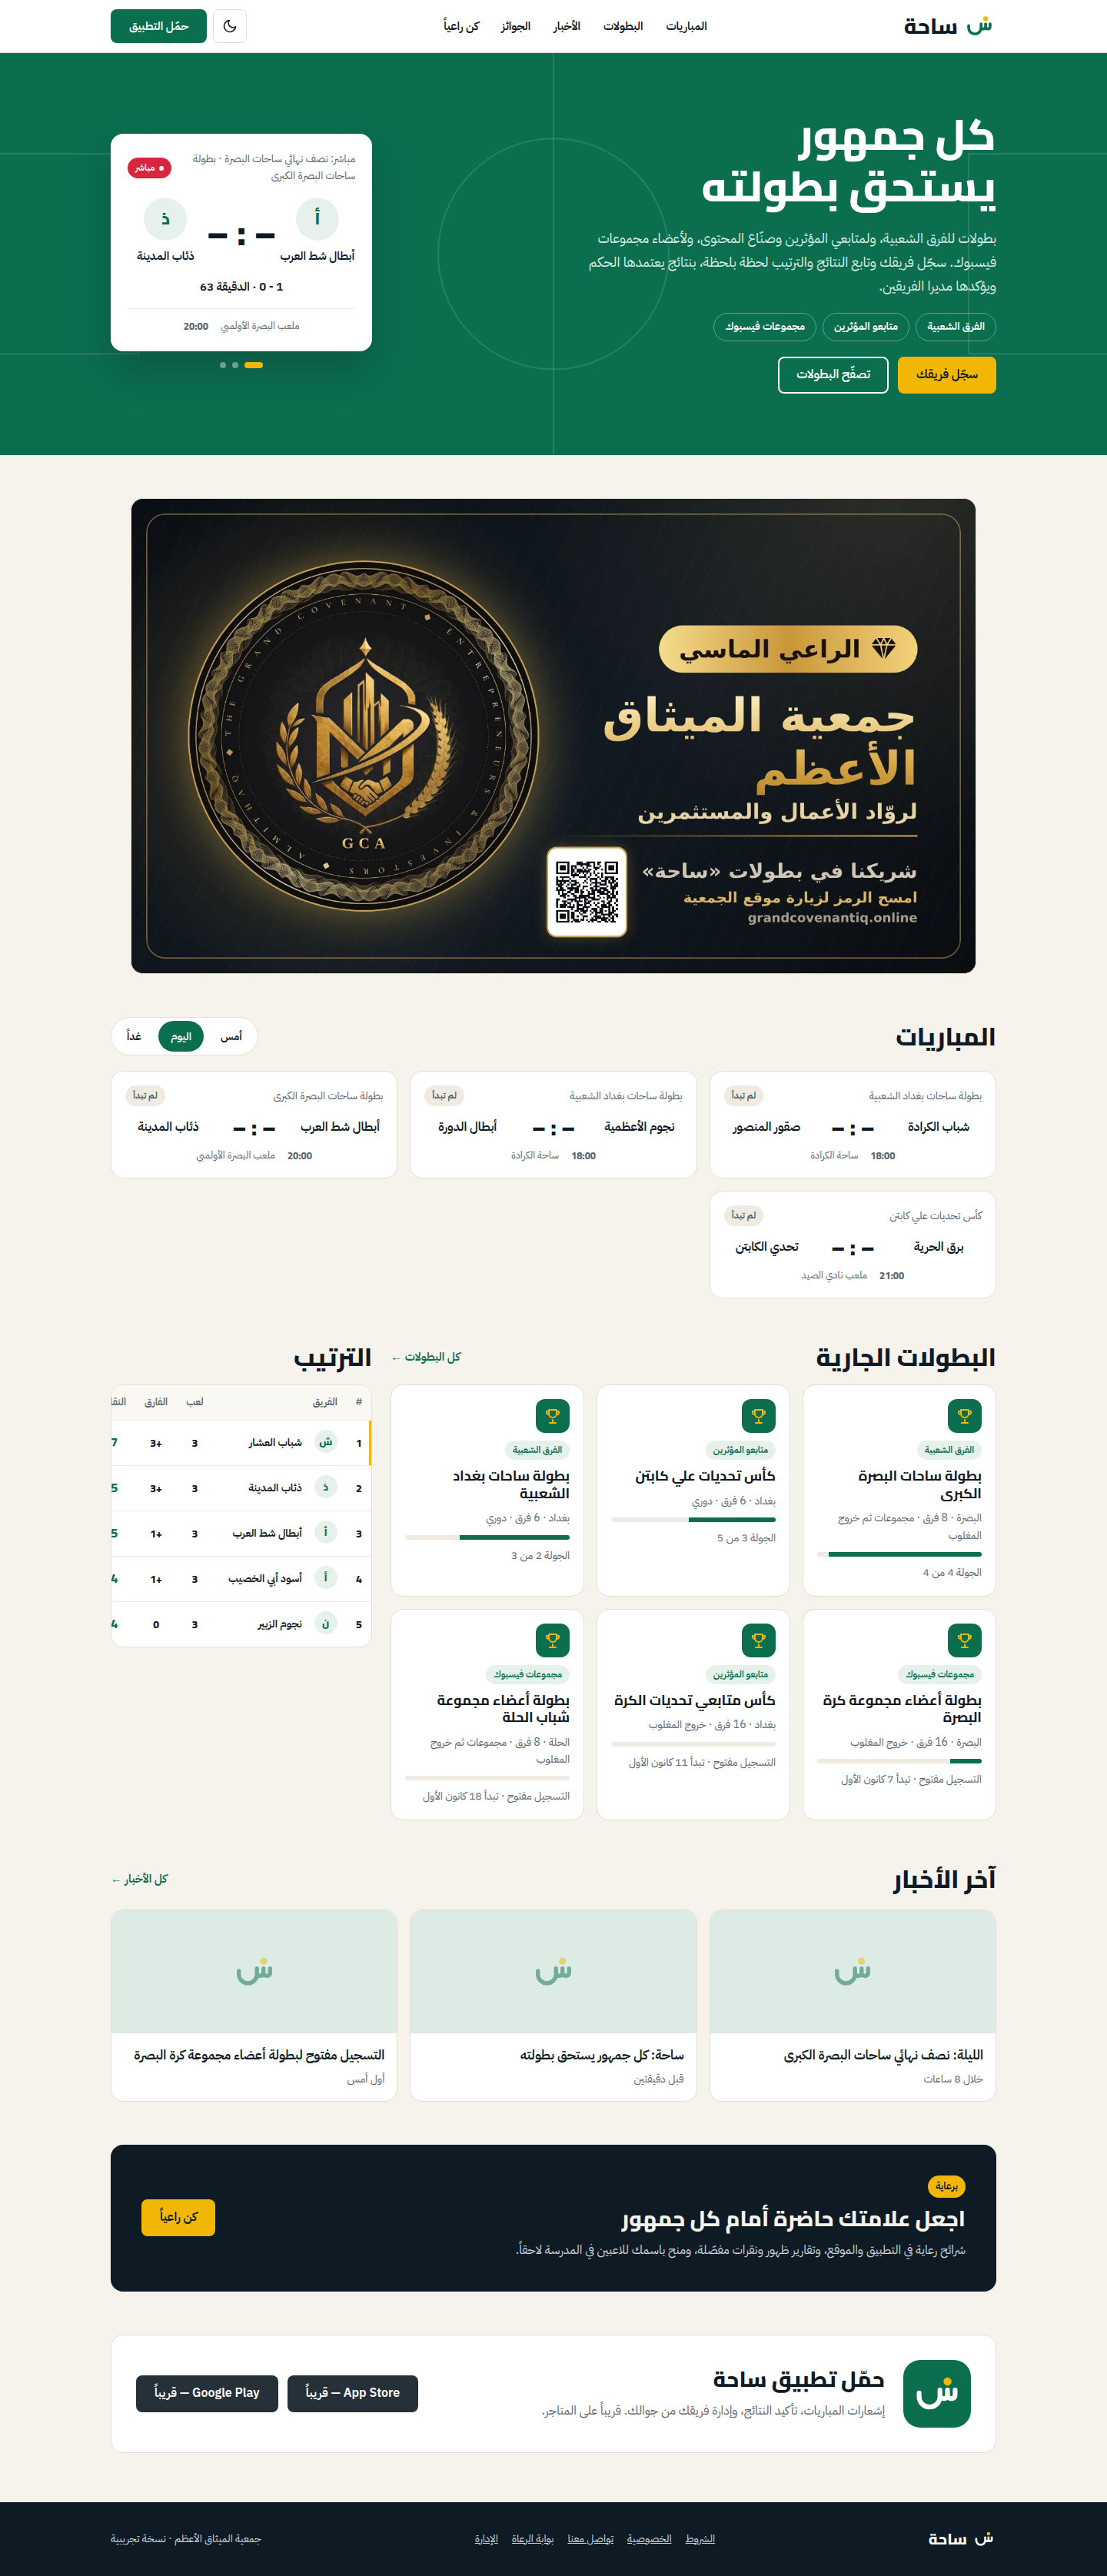 ساحة
المباريات
البطولات
الأخبار
الجوائز
كن راعياً
حمّل التطبيق
كل جمهور
يستحق بطولته
بطولات للفرق الشعبية، ولمتابعي المؤثرين وصنّاع المحتوى، ولأعضاء مجموعات
فيسبوك. سجّل فريقك وتابع النتائج والترتيب لحظة بلحظة، بنتائج يعتمدها الحكم
ويؤكدها مديرا الفريقين.
الفرق الشعبية
متابعو المؤثرين
مجموعات فيسبوك
سجّل فريقك
تصفّح البطولات
مباشر: نصف نهائي ساحات البصرة · بطولة
ساحات البصرة الكبرى
مباشر
أ
– : –
ذ
أبطال شط العرب
ذئاب المدينة
1 - 0 · الدقيقة 63
ملعب البصرة الأولمبي
20:00
الراعي الماسي
جمعية الميثاق
الأعظم
لروّاد الأعمال والمستثمرين
شريكنا في بطولات «ساحة»
امسح الرمز لزيارة موقع الجمعية
grandcovenantiq.online
THE GRAND COVENANT ◆ ENTREPRENEURS & INVESTORS ◆ ALMITHAQ ◆
GCA
المباريات
أمس
اليوم
غداً
بطولة ساحات بغداد الشعبية
لم تبدأ
شباب الكرادة
– : –
صقور المنصور
18:00
ساحة الكرادة
بطولة ساحات بغداد الشعبية
لم تبدأ
نجوم الأعظمية
– : –
أبطال الدورة
18:00
ساحة الكرادة
بطولة ساحات البصرة الكبرى
لم تبدأ
أبطال شط العرب
– : –
ذئاب المدينة
20:00
ملعب البصرة الأولمبي
كأس تحديات علي كابتن
لم تبدأ
برق الحرية
– : –
تحدي الكابتن
21:00
ملعب نادي الصيد
البطولات الجارية
كل البطولات ←
الفرق الشعبية
بطولة ساحات البصرة
الكبرى
البصرة · 8 فرق · مجموعات ثم خروج
المغلوب
الجولة 4 من 4
متابعو المؤثرين
كأس تحديات علي كابتن
بغداد · 6 فرق · دوري
الجولة 3 من 5
الفرق الشعبية
بطولة ساحات بغداد
الشعبية
بغداد · 6 فرق · دوري
الجولة 2 من 3
مجموعات فيسبوك
بطولة أعضاء مجموعة كرة
البصرة
البصرة · 16 فرق · خروج المغلوب
التسجيل مفتوح · تبدأ 7 كانون الأول
متابعو المؤثرين
كأس متابعي تحديات الكرة
بغداد · 16 فرق · خروج المغلوب
التسجيل مفتوح · تبدأ 11 كانون الأول
مجموعات فيسبوك
بطولة أعضاء مجموعة
شباب الحلة
الحلة · 8 فرق · مجموعات ثم خروج
المغلوب
التسجيل مفتوح · تبدأ 18 كانون الأول
الترتيب
# الفريق لعب الفارق
1 ش شباب العشار 3 +3 7
2 ذ ذئاب المدينة 3 +3 5
3 أ أبطال شط العرب 3 +1 5
4 أ أسود أبي الخصيب 3 +1 4
5 ن نجوم الزبير 3 0 4
آخر الأخبار
كل الأخبار ←
الليلة: نصف نهائي ساحات البصرة الكبرى
خلال 8 ساعات
ساحة: كل جمهور يستحق بطولته
قبل دقيقتين
التسجيل مفتوح لبطولة أعضاء مجموعة كرة البصرة
أول أمس
برعاية
اجعل علامتك حاضرة أمام كل جمهور
شرائح رعاية في التطبيق والموقع، وتقارير ظهور ونقرات مفصّلة، ومنح باسمك للاعبين في المدرسة لاحقاً.
كن راعياً
حمّل تطبيق ساحة
إشعارات المباريات، تأكيد النتائج، وإدارة فريقك من جوالك. قريباً على المتاجر.
App Store — قريباً
Google Play — قريباً
ساحة
الشروط
الخصوصية
تواصل معنا
بوابة الرعاة
الإدارة
جمعية الميثاق الأعظم · نسخة تجريبية